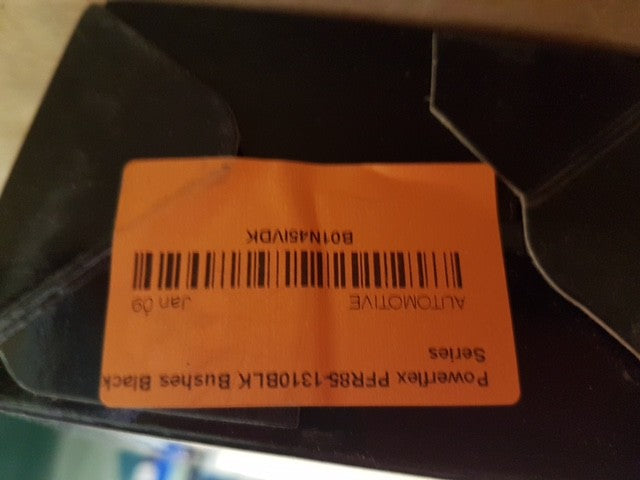 Powerflex PFR85-1310BLK Bushes Black
Series
AUTOMOTIVE Jan 09
B01N45IVDK